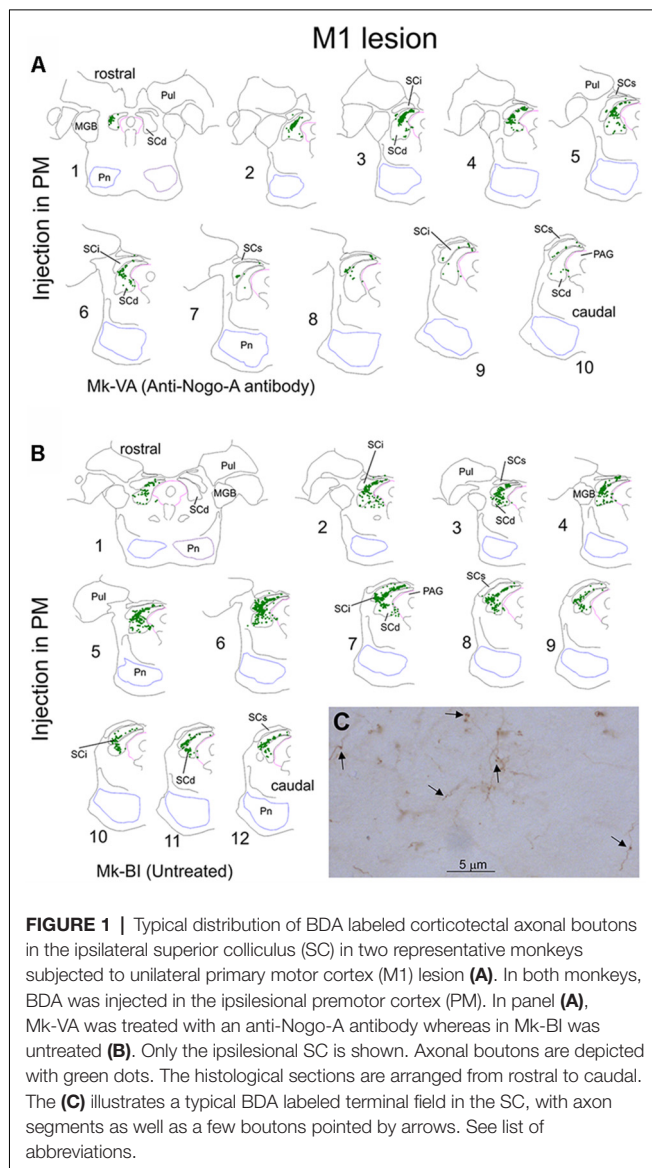 M1 lesion
A
rostral
Pul
MGB
SCd
Pn
1
2
SCi
SCd
3
4
Pul
SCs
5
Injection in PM
SCi
SCd
6
SCs
Pn
7
8
SCi
9
SCs
PAG
SCd
caudal
10
Mk-VA (Anti-Nogo-A antibody)
B
rostral
Pul
MGB
SCd
Pn
1
SCi
2
Pul
SCs
SCd
3
MGB
4
Injection in PM
Pul
Pn
5
6
SCi
PAG
SCd
7
SCs
8
9
SCi
10
SCd
11
SCs
caudal
Pn
12
Mk-BI (Untreated)
C
5 μm
FIGURE 1 | Typical distribution of BDA labeled corticotectal axonal boutons
in the ipsilateral superior colliculus (SC) in two representative monkeys
subjected to unilateral primary motor cortex (M1) lesion (A). In both monkeys,
BDA was injected in the ipsilesional premotor cortex (PM). In panel (A),
Mk-VA was treated with an anti-Nogo-A antibody whereas in Mk-BI was
untreated (B). Only the ipsilesional SC is shown. Axonal boutons are depicted
with green dots. The histological sections are arranged from rostral to caudal.
The (C) illustrates a typical BDA labeled terminal field in the SC, with axon
segments as well as a few boutons pointed by arrows. See list of
abbreviations.